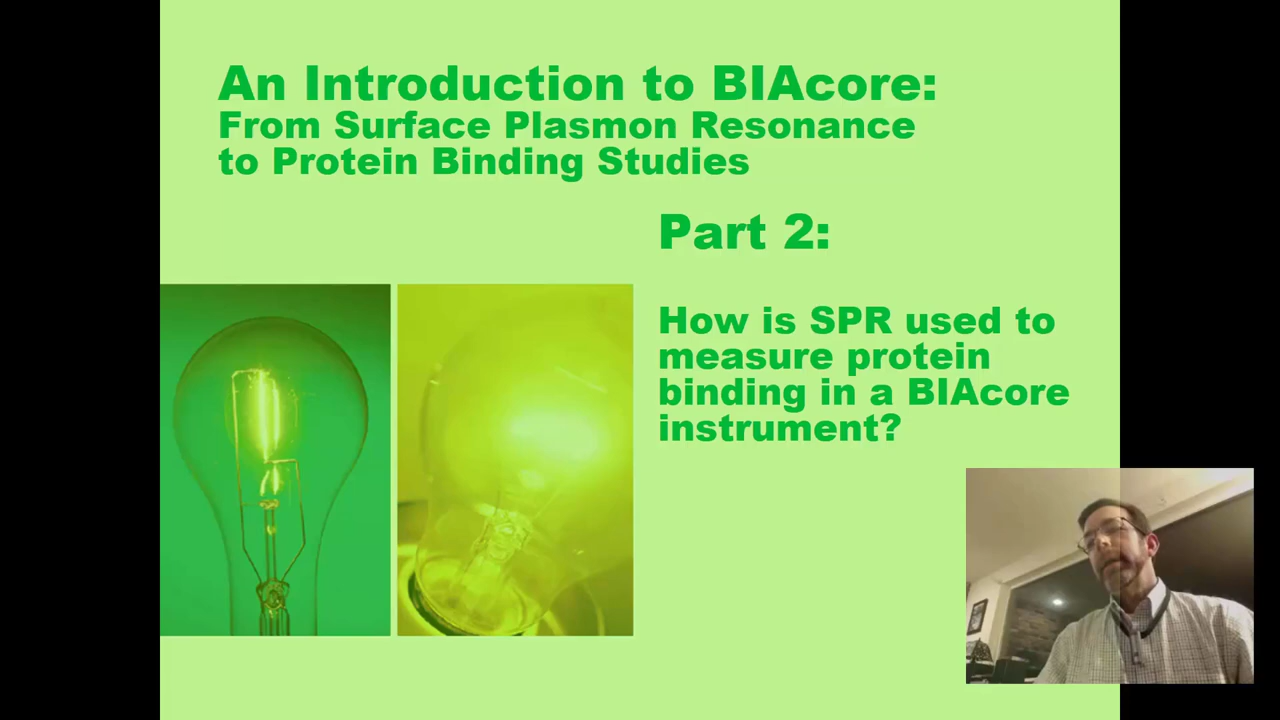 An Introduction to BIAcore:
From Surface Plasmon Resonance
to Protein Binding Studies
Part 2:
How is SPR used to
measure protein
binding in a BIAcore
instrument?